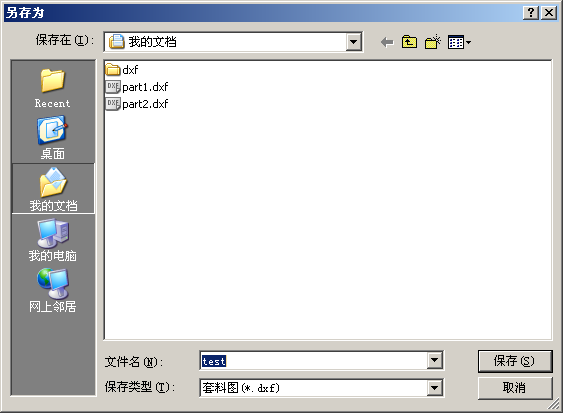 另存为
保存在(I):
我的文档
Recent
桌面
我的文档
我的电脑
网上邻居
dxf
part1.dxf
part2.dxf
文件名(N):
test
保存(S)
保存类型(T):
套料图(*.dxf)
取消